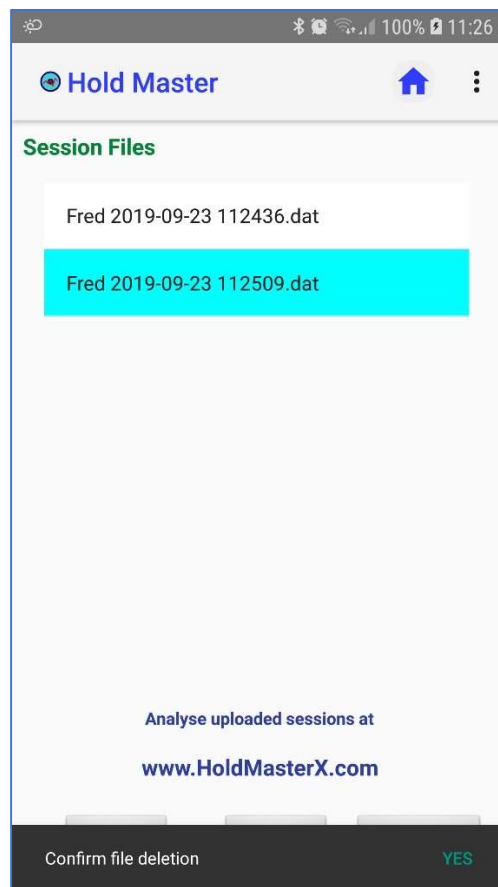 100% 11:26
Hold Master
Session Files
Fred 2019-09-23 112436.dat
Fred 2019-09-23 112509.dat
Analyse uploaded sessions at
www.HoldMasterX.com
Confirm file deletion YES